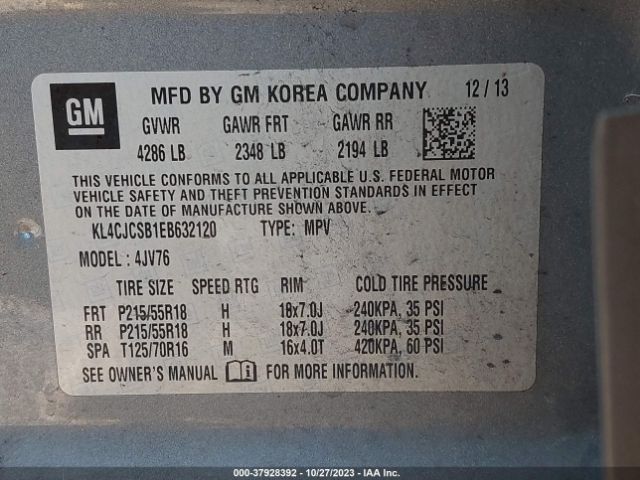 GM
MFD BY GM KOREA COMPANY 12 / 13
GVWR GAWR FRT GAWR RR
4286 LB 2348 LB 2194 LB
THIS VEHICLE CONFORMS TO ALL APPLICABLE U.S. FEDERAL MOTOR
VEHICLE SAFETY AND THEFT PREVENTION STANDARDS IN EFFECT
ON THE DATE OF MANUFACTURE SHOWN ABOVE.
KL4CJCSB1EB632120 TYPE: MPV
MODEL : 4JV76
TIRE SIZE SPEED RTG RIM COLD TIRE PRESSURE
FRT P215/55R18 H 18x7.0J 240KPA, 35 PSI
RR P215/55R18 H 18x7.0J 240KPA, 35 PSI
SPA T125/70R16 M 16x4.0T 420KPA, 60 PSI
SEE OWNER'S MANUAL FOR MORE INFORMATION.
000-37928392 - 10/27/2023 - IAA Inc.